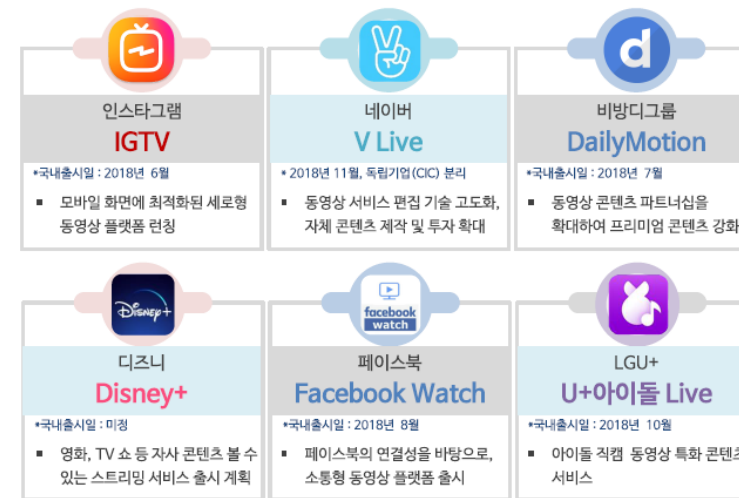 인스타그램
IGTV
*국내출시일 : 2018년 6월
▪ 모바일 화면에 최적화된 세로형
동영상 플랫폼 런칭
네이버
V Live
* 2018년 11월, 독립기업(CIC) 분리
▪ 동영상 서비스 편집 기술 고도화,
자체 콘텐츠 제작 및 투자 확대
d
비방디그룹
DailyMotion
*국내출시일 : 2018년 7월
▪ 동영상 콘텐츠 파트너십을
확대하여 프리미엄 콘텐츠 강화
Disney+
디즈니
Disney+
*국내출시일 : 미정
▪ 영화, TV 쇼 등 자사 콘텐츠 볼 수
있는 스트리밍 서비스 출시 계획
facebook
watch
페이스북
Facebook Watch
*국내출시일 : 2018년 8월
▪ 페이스북의 연결성을 바탕으로,
소통형 동영상 플랫폼 출시
LGU+
U+아이돌 Live
*국내출시일 : 2018년 10월
▪ 아이돌 직캠 동영상 특화 콘텐츠
서비스